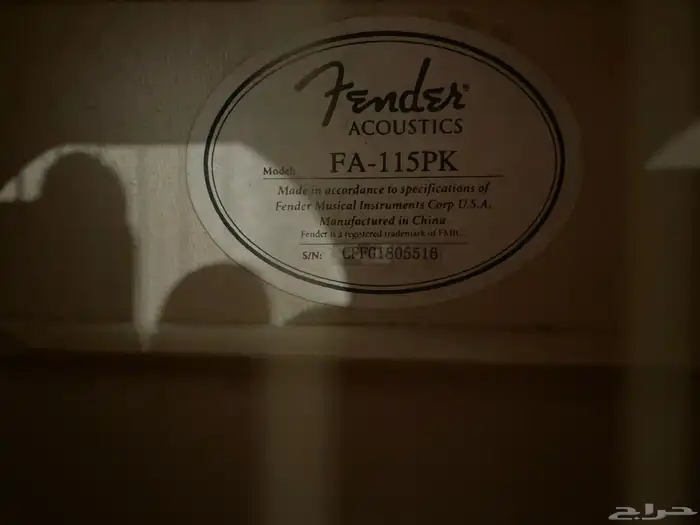 Fender®
ACOUSTICS
Model: FA-115PK
Made in accordance to specifications of
Fender Musical Instruments Corp U.S.A.
Manufactured in China
Fender is a registered trademark of FMIC.
S/N: CPFG1805516
حراج